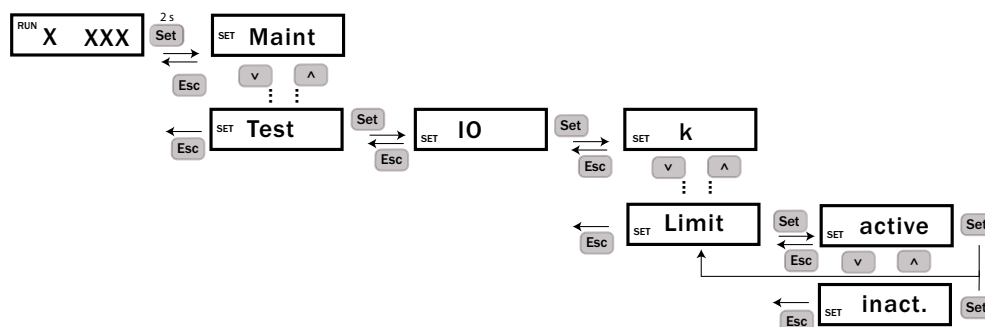 2 s
RUN X XXX Set SET Maint
Esc ˅ ˄
SET Test Set SET IO Set SET k
Esc Esc Esc ˅ ˄
SET Limit Set SET active Set
Esc Esc ˅ ˄
SET inact. Set
Esc